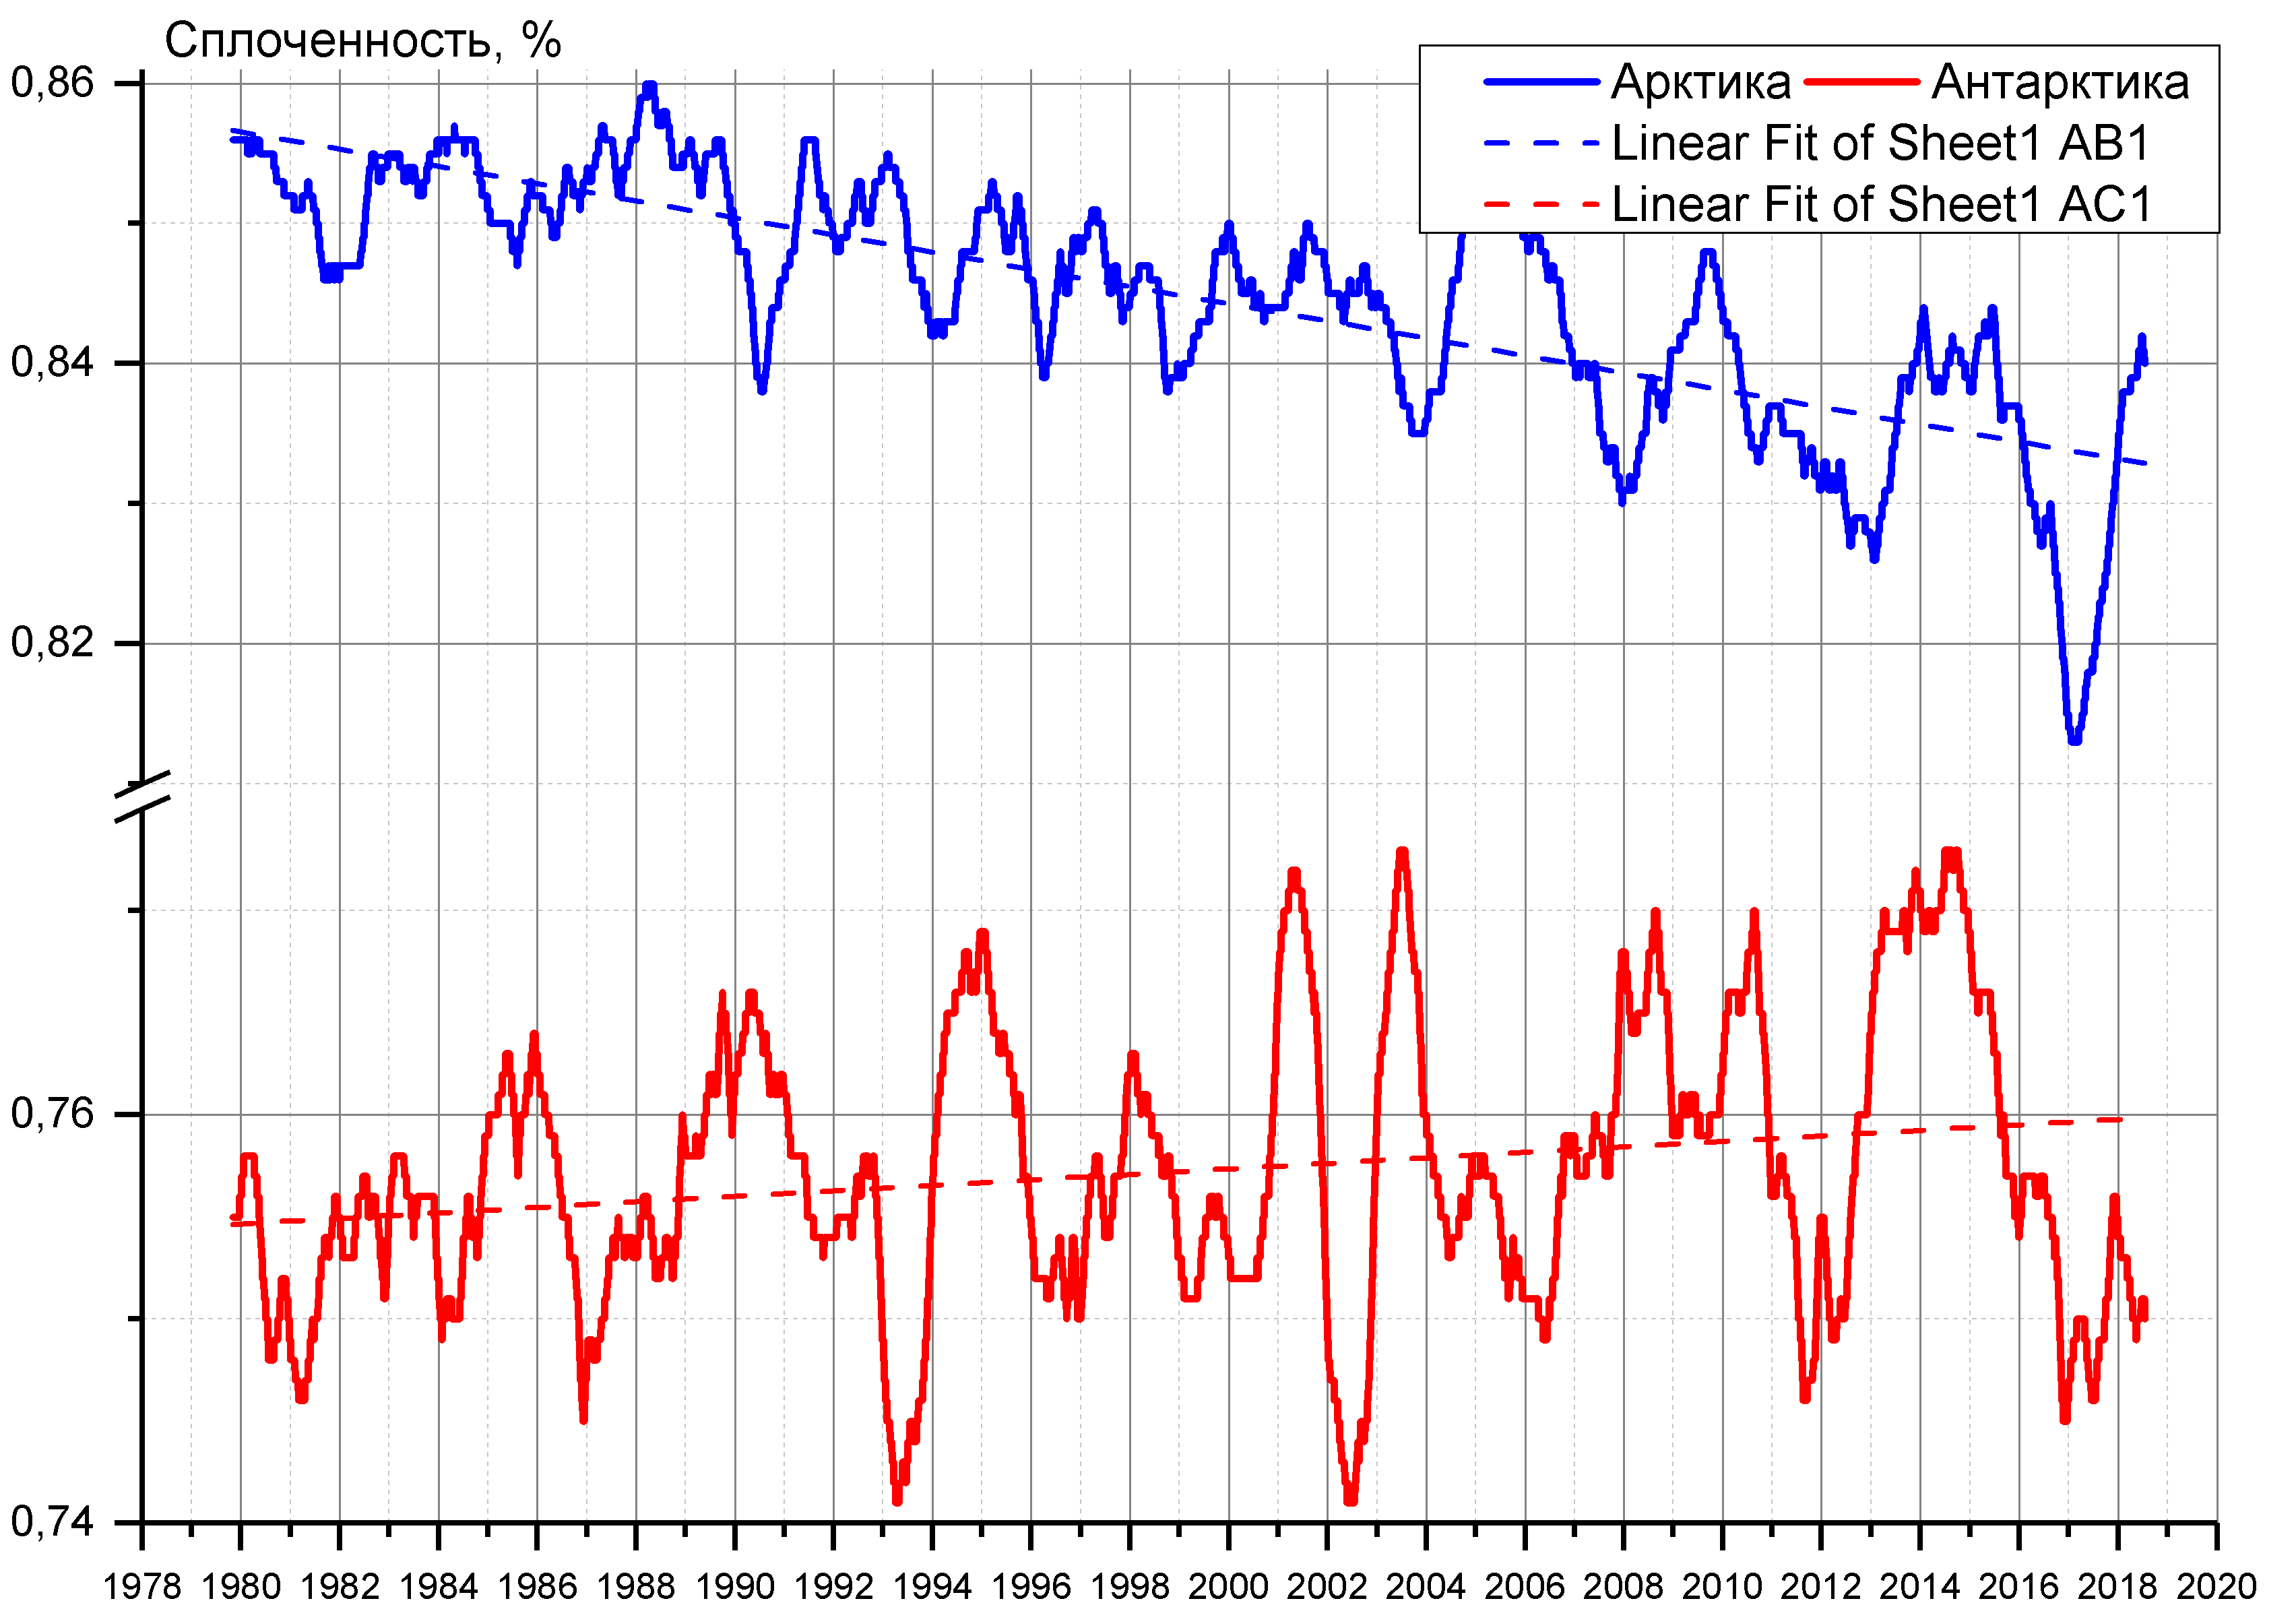 Сплоченность, %
Арктика Антарктика
Linear Fit of Sheet1 AB1
Linear Fit of Sheet1 AC1
0,86
0,84
0,82
0,76
0,74
1978 1980 1982 1984 1986 1988 1990 1992 1994 1996 1998 2000 2002 2004 2006 2008 2010 2012 2014 2016 2018 2020